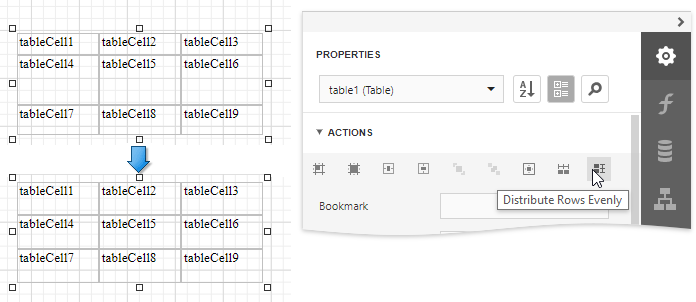 tableCell1 tableCell2 tableCell3
tableCell4 tableCell5 tableCell6
tableCell7 tableCell8 tableCell9
tableCell1 tableCell2 tableCell3
tableCell4 tableCell5 tableCell6
tableCell7 tableCell8 tableCell9
PROPERTIES
table1 (Table)
A
Z
ACTIONS
Distribute Rows Evenly
Bookmark